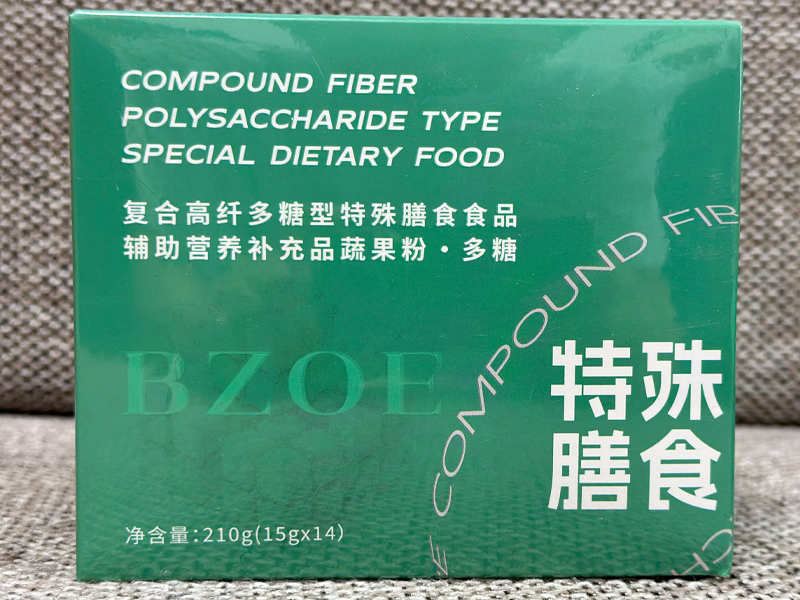 COMPOUND FIBER
POLYSACCHARIDE TYPE
SPECIAL DIETARY FOOD
复合高纤多糖型特殊膳食食品
辅助营养补充品蔬果粉·多糖
BZOE
E COMPOUND FIB
特殊
膳食
净含量:210g(15gx14)
CH